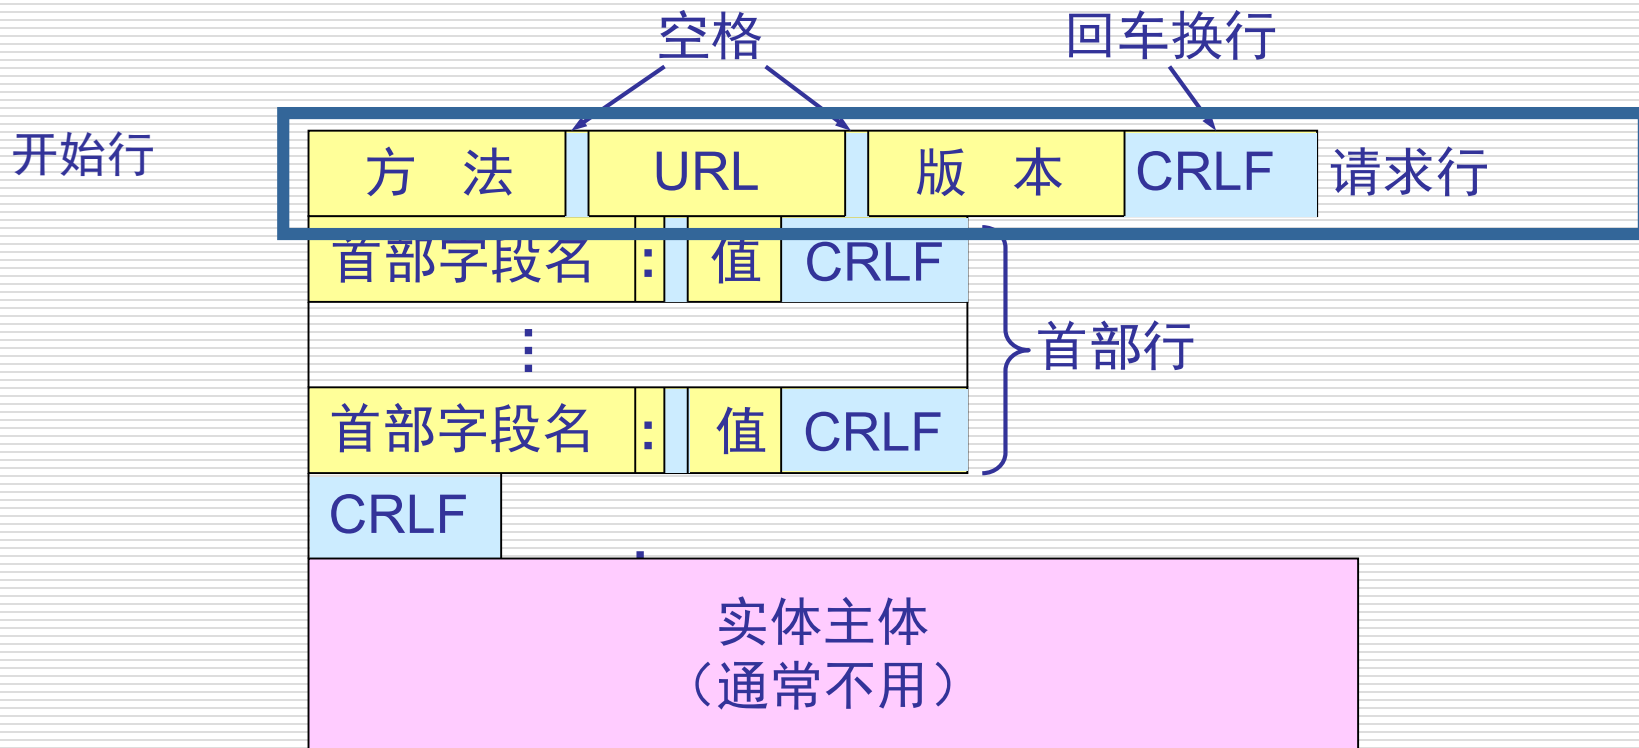 空格 回车换行
开始行
方 法 URL 版 本 CRLF 请求行
首部字段名 : 值 CRLF
⋮
首部行
首部字段名 : 值 CRLF
CRLF
实体主体
（通常不用）